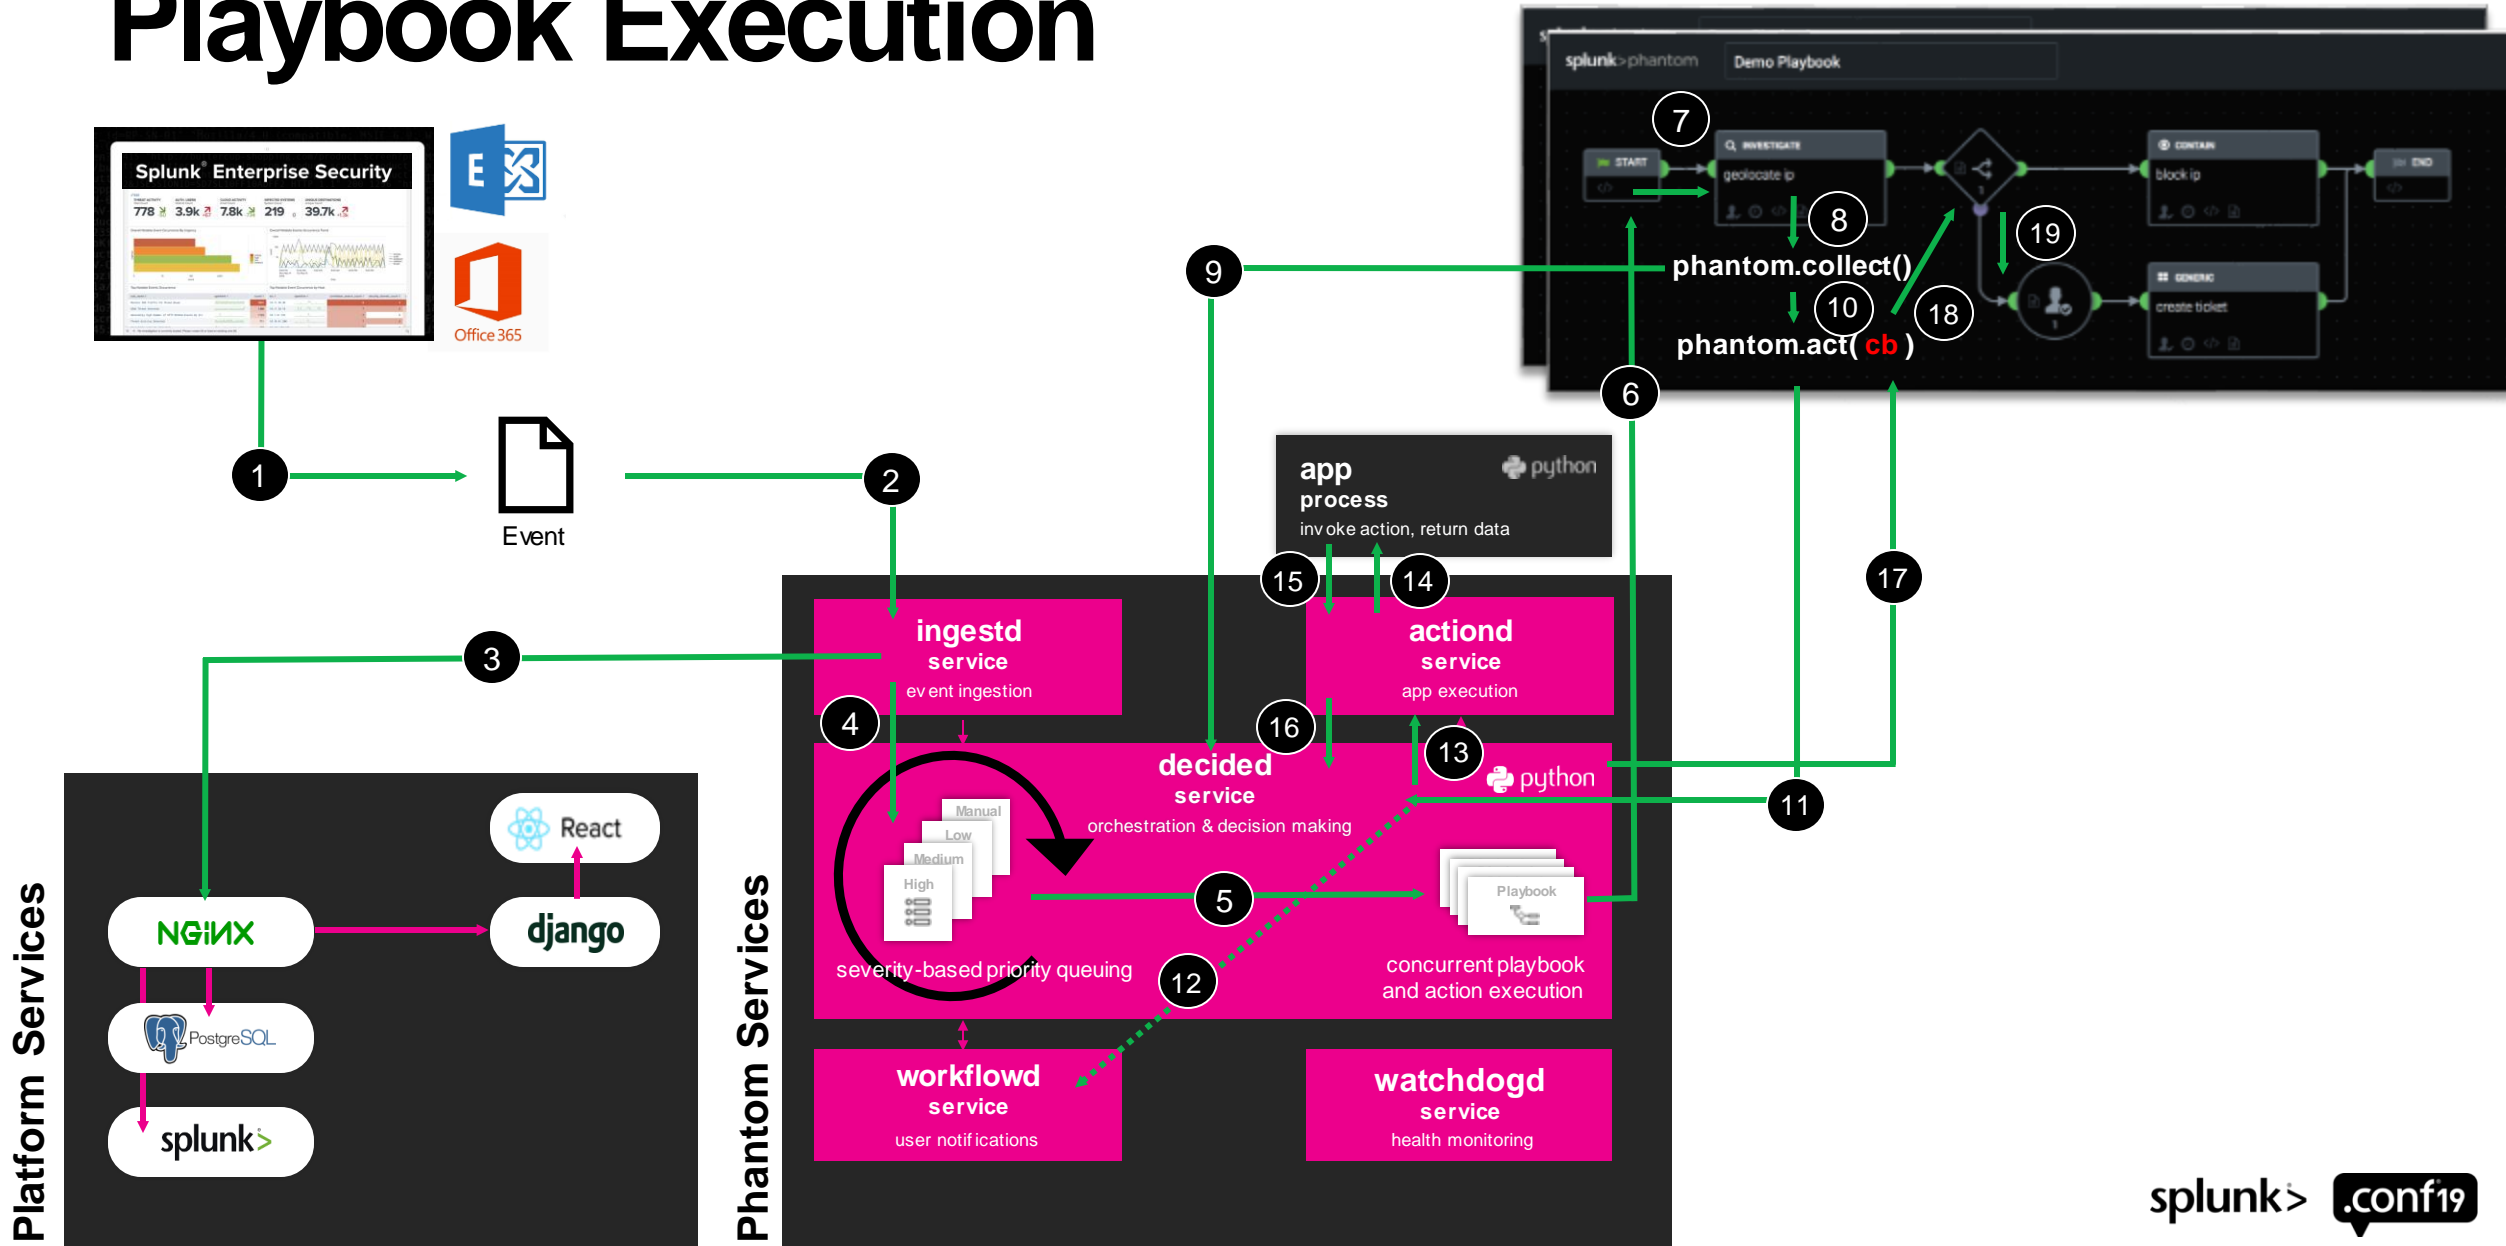 Playbook Execution
splunk>phantom
Demo Playbook
START
INVESTIGATE
geolocate ip
1
CONTAIN
block ip
END
GENERIC
create ticket
1
7
8
phantom.collect()
10
phantom.act( cb )
18
19
Splunk® Enterprise Security
778
3.9k
7.8k
219
39.7k
E
Office 365
1
Event
2
9
6
app
process
invoke action, return data
python
15
14
17
3
ingestd
service
event ingestion
actiond
service
app execution
4
16
13
decided
service
orchestration & decision making
python
11
Manual
Low
Medium
High
5
Playbook
severity-based priority queuing
12
concurrent playbook
and action execution
workflowd
service
user notifications
watchdogd
service
health monitoring
Phantom Services
Platform Services
React
NGINX
django
PostgreSQL
splunk>
splunk>
.conf19